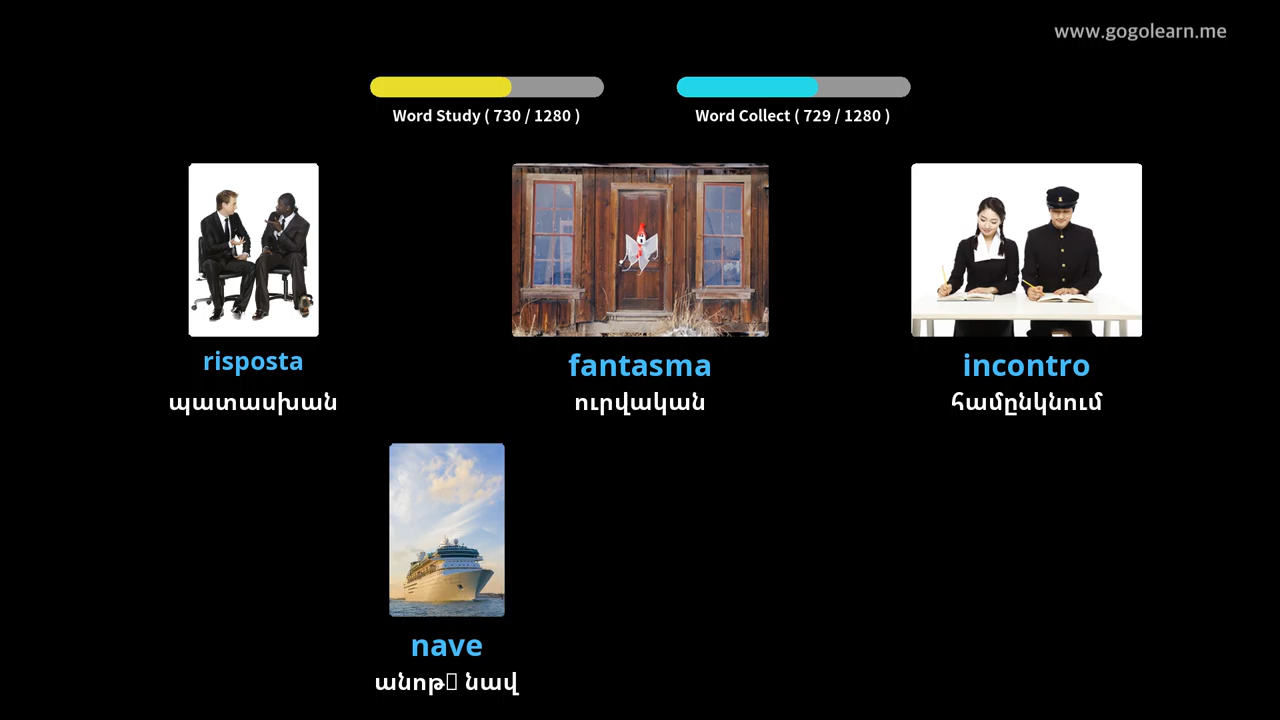 www.gogolearn.me
Word Study ( 730 / 1280 )
Word Collect ( 729 / 1280 )
risposta
պատասխան
fantasma
ուրվական
incontro
համընկնում
nave
անոթ նավ